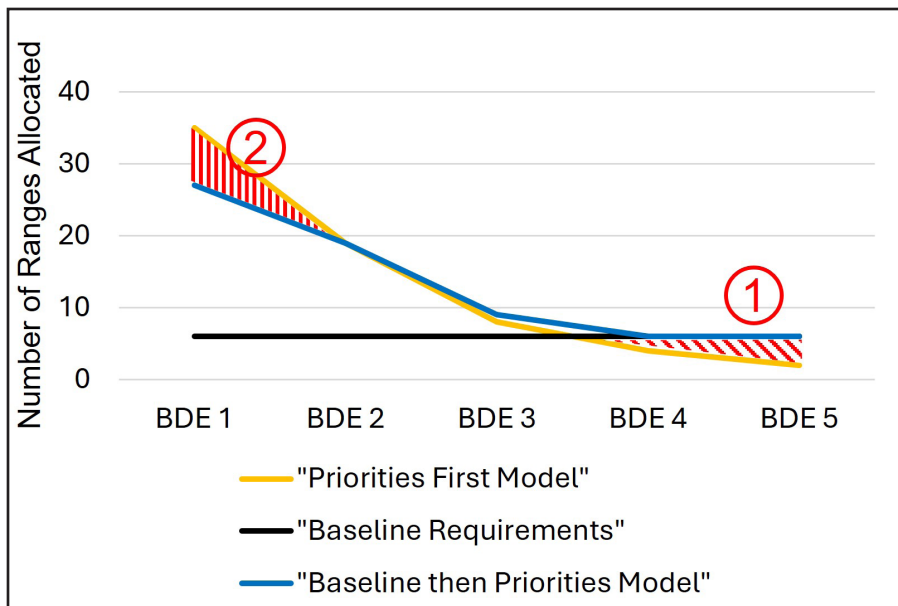 Number of Ranges Allocated
40
30
20
10
0
2
1
BDE 1 BDE 2 BDE 3 BDE 4 BDE 5
"Priorities First Model"
"Baseline Requirements"
"Baseline then Priorities Model"